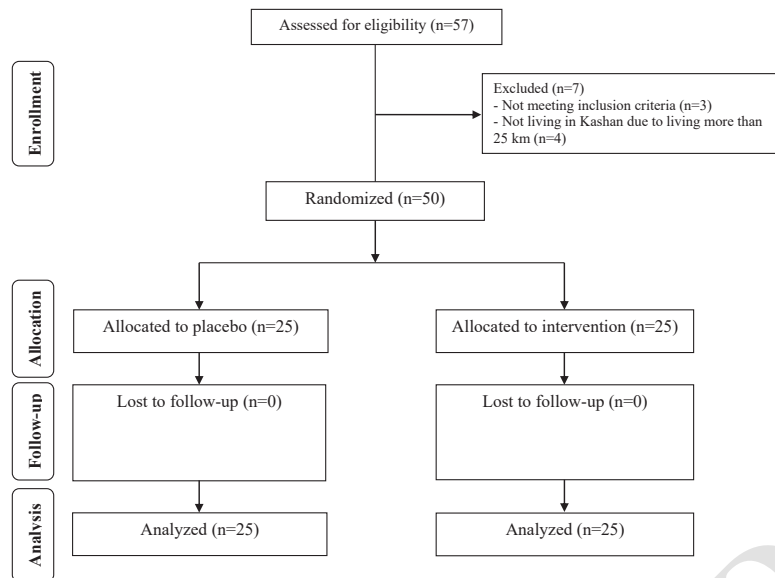 Assessed for eligibility (n=57)
Enrollment
Excluded (n=7)
- Not meeting inclusion criteria (n=3)
- Not living in Kashan due to living more than
25 km (n=4)
Randomized (n=50)
Allocation
Allocated to placebo (n=25)
Allocated to intervention (n=25)
Follow-up
Lost to follow-up (n=0)
Lost to follow-up (n=0)
Analysis
Analyzed (n=25)
Analyzed (n=25)